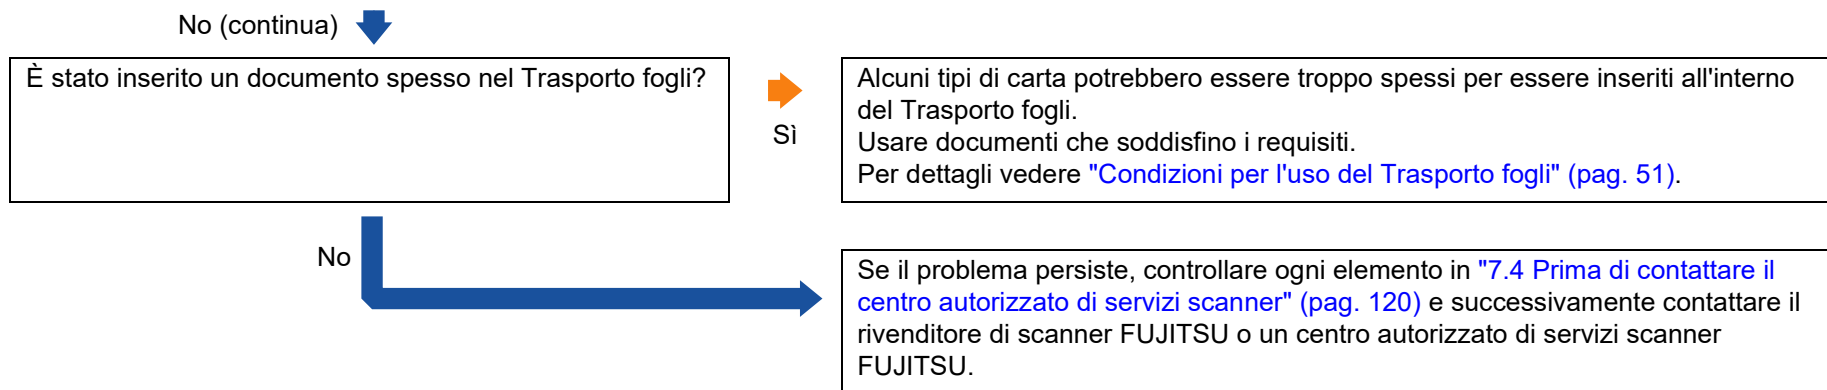 No (continua)
È stato inserito un documento spesso nel Trasporto fogli?
Sì
Alcuni tipi di carta potrebbero essere troppo spessi per essere inseriti all'interno
del Trasporto fogli.
Usare documenti che soddisfino i requisiti.
Per dettagli vedere "Condizioni per l'uso del Trasporto fogli" (pag. 51).
No
Se il problema persiste, controllare ogni elemento in "7.4 Prima di contattare il
centro autorizzato di servizi scanner" (pag. 120) e successivamente contattare il
rivenditore di scanner FUJITSU o un centro autorizzato di servizi scanner
FUJITSU.